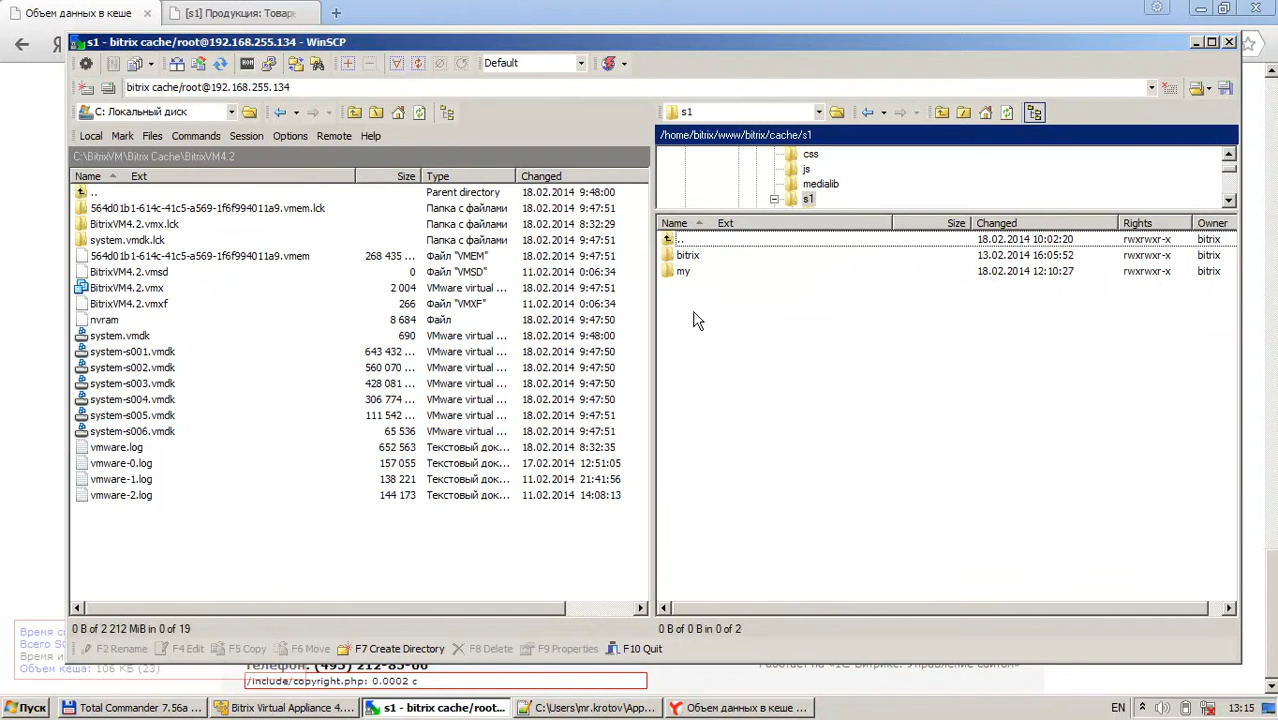 Объем данных в кеше
[s1] Продукция: Товар
Я
s1 - bitrix cache/root@192.168.255.134 - WinSCP
Default
bitrix cache/root@192.168.255.134
C: Локальный диск
s1
Local Mark Files Commands Session Options Remote Help
/home/bitrix/www/bitrix/cache/s1
C:\BitrixVM\Bitrix Cache\BitrixVM4.2
css
js
medialib
s1
Name Ext Size Type Changed
.. Parent directory 18.02.2014 9:48:00
564d01b1-614c-41c5-a569-1f6f994011a9.vmem.lck Папка с файлами 18.02.2014 9:47:51
BitrixVM4.2.vmx.lck Папка с файлами 18.02.2014 8:32:29
system.vmdk.lck Папка с файлами 18.02.2014 9:47:51
564d01b1-614c-41c5-a569-1f6f994011a9.vmem 268 435 ... Файл "VMEM" 18.02.2014 9:47:51
BitrixVM4.2.vmsd 0 Файл "VMSD" 11.02.2014 0:06:34
BitrixVM4.2.vmx 2 004 VMware virtual ... 18.02.2014 9:47:51
BitrixVM4.2.vmxf 266 Файл "VMXF" 11.02.2014 0:06:34
nvram 8 684 Файл 18.02.2014 9:47:50
system.vmdk 690 VMware virtual ... 18.02.2014 9:48:00
system-s001.vmdk 643 432 ... VMware virtual ... 18.02.2014 9:47:50
system-s002.vmdk 560 070 ... VMware virtual ... 18.02.2014 9:47:50
system-s003.vmdk 428 081 ... VMware virtual ... 18.02.2014 9:47:50
system-s004.vmdk 306 774 ... VMware virtual ... 18.02.2014 9:47:50
system-s005.vmdk 111 542 ... VMware virtual ... 18.02.2014 9:47:51
system-s006.vmdk 65 536 VMware virtual ... 18.02.2014 9:47:51
vmware.log 652 563 Текстовый док... 18.02.2014 8:32:35
vmware-0.log 157 055 Текстовый док... 17.02.2014 12:51:05
vmware-1.log 138 221 Текстовый док... 11.02.2014 21:41:56
vmware-2.log 144 173 Текстовый док... 11.02.2014 14:08:13
Name Ext Size Changed Rights Owner
.. 18.02.2014 10:02:20 rwxrwxr-x bitrix
bitrix 13.02.2014 16:05:52 rwxrwxr-x bitrix
my 18.02.2014 12:10:27 rwxrwxr-x bitrix
0 B of 2 212 MiB in 0 of 19
0 B of 0 B in 0 of 2
F2 Rename F4 Edit F5 Copy F6 Move F7 Create Directory F8 Delete F9 Properties F10 Quit
Время
Всего
Время
Объем кеша: 106 КБ (23)
/include/copyright.php: 0.0002 с
Пуск
Total Commander 7.56a ...
Bitrix Virtual Appliance 4....
s1 - bitrix cache/root...
C:\Users\mr.krotov\App...
Объем данных в кеше ...
EN
13:15